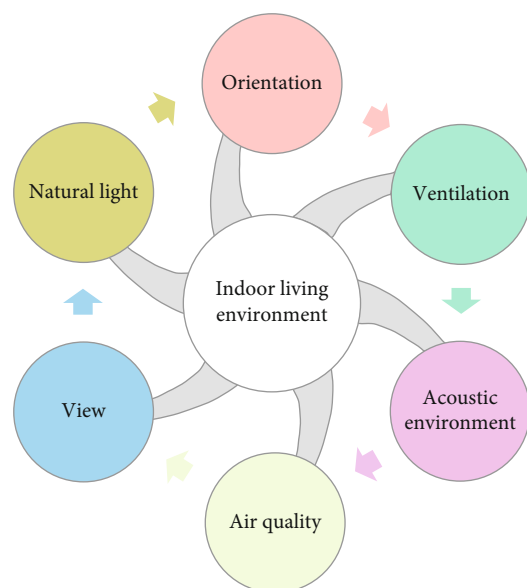 Orientation
Natural light
Ventilation
Indoor living
environment
View
Acoustic
environment
Air quality